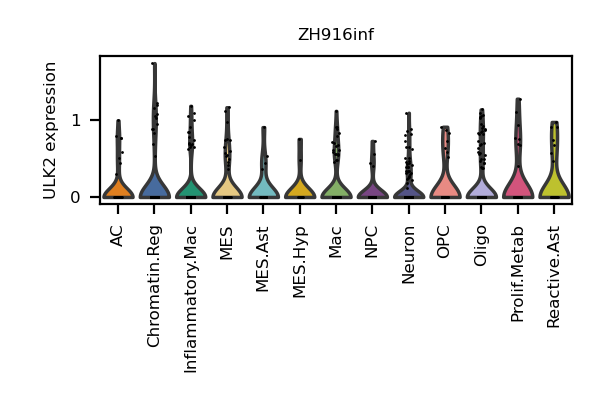 ZH916inf
ULK2 expression
1
0
AC
Chromatin.Reg
Inflammatory.Mac
MES
MES.Ast
MES.Hyp
Mac
NPC
Neuron
OPC
Oligo
Prolif.Metab
Reactive.Ast